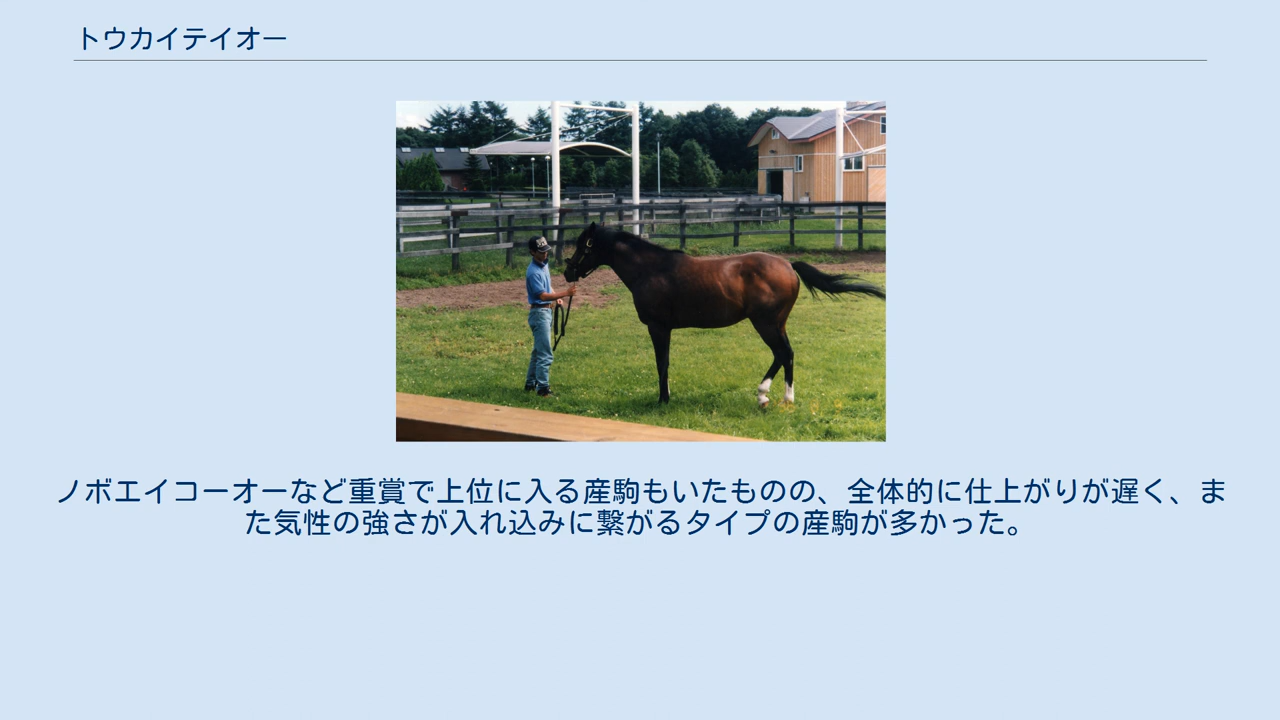 トウカイテイオー
ノボエイコーオーなど重賞で上位に入る産駒もいたものの、全体的に仕上がりが遅く、ま
た気性の強さが入れ込みに繋がるタイプの産駒が多かった。